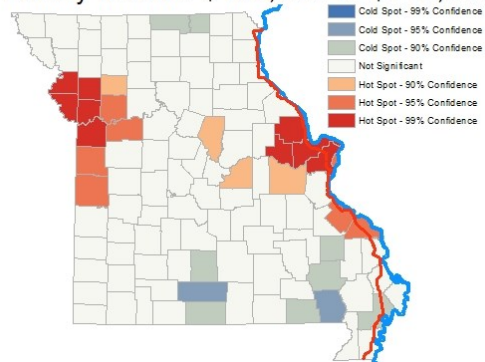 Cold Spot - 99% Confidence
Cold Spot - 95% Confidence
Cold Spot - 90% Confidence
Not Significant
Hot Spot - 90% Confidence
Hot Spot - 95% Confidence
Hot Spot - 99% Confidence